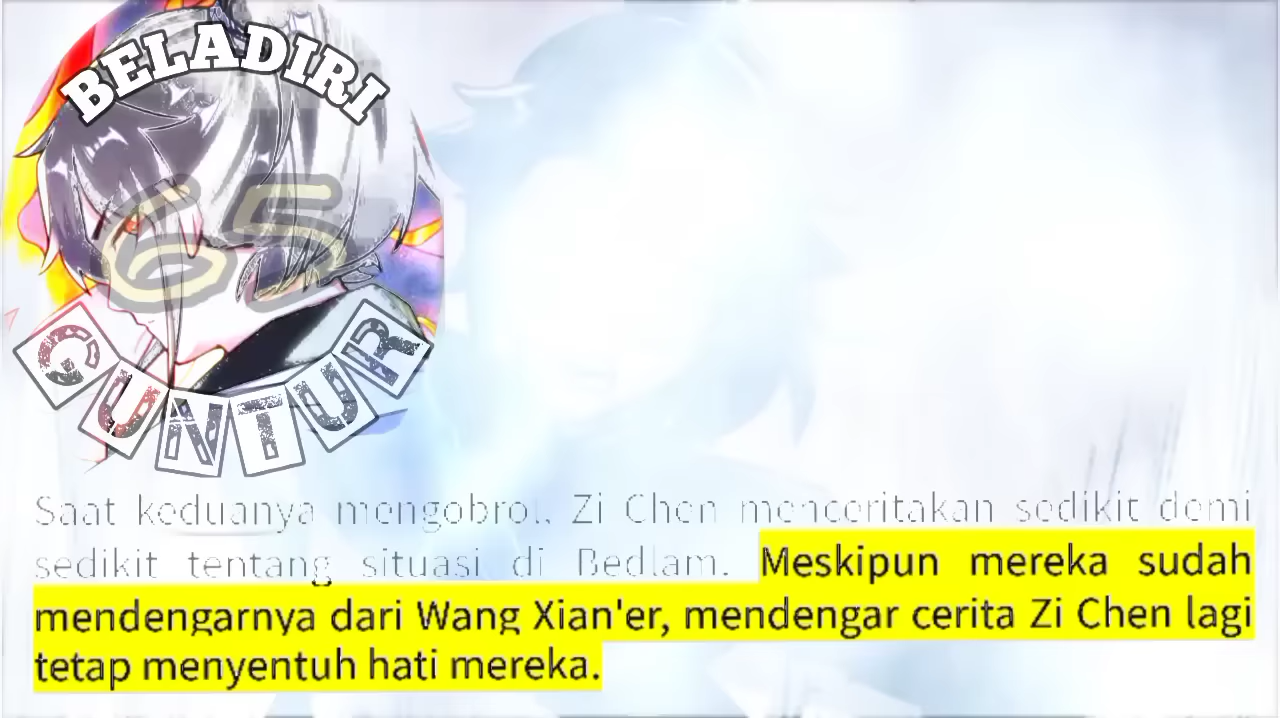 BELADIRI
65
GUNTUR
Saat keduanya mengobrol, Zi Chen menceritakan sedikit demi
sedikit tentang situasi di Bedlam. Meskipun mereka sudah
mendengarnya dari Wang Xian'er, mendengar cerita Zi Chen lagi
tetap menyentuh hati mereka.